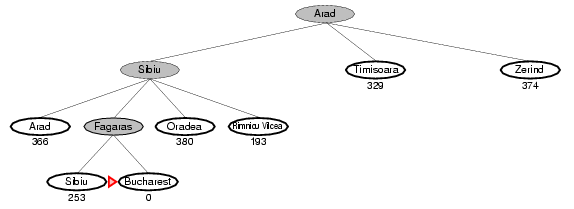 Arad
Sibiu
Timisoara
Zerind
329
374
Arad
Fagaras
Oradea
Rimnicu Vilcea
366
380
193
Sibiu
Bucharest
253
0